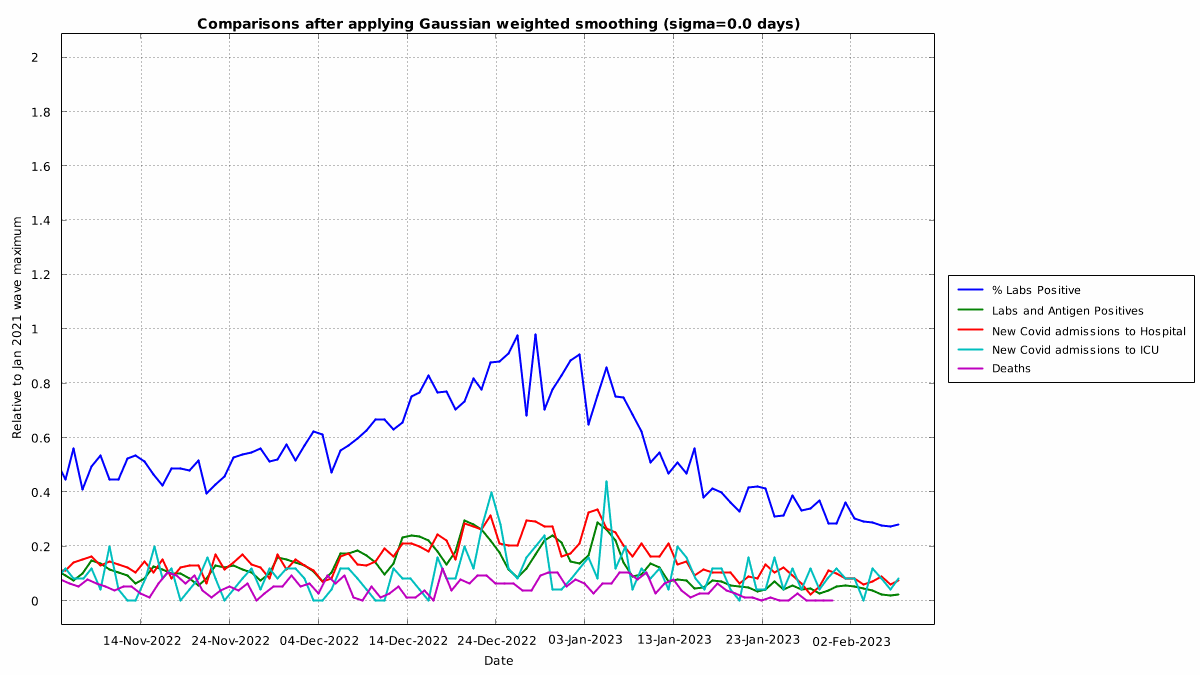 Comparisons after applying Gaussian weighted smoothing (sigma=0.0 days)
2
1.8
1.6
1.4
1.2
1
0.8
0.6
0.4
0.2
0
Relative to Jan 2021 wave maximum
14-Nov-2022 24-Nov-2022 04-Dec-2022 14-Dec-2022 24-Dec-2022 03-Jan-2023 13-Jan-2023 23-Jan-2023 02-Feb-2023
Date
% Labs Positive
Labs and Antigen Positives
New Covid admissions to Hospital
New Covid admissions to ICU
Deaths